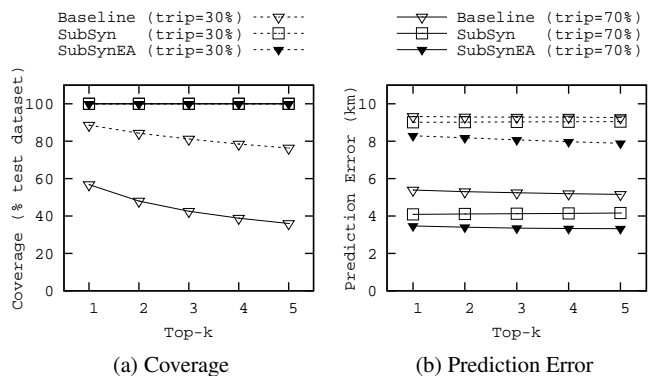 Baseline (trip=30%)
SubSyn (trip=30%)
SubSynEA (trip=30%)
Baseline (trip=70%)
SubSyn (trip=70%)
SubSynEA (trip=70%)
Coverage (% test dataset)
100
80
60
40
20
0
1 2 3 4 5
Top-k
(a) Coverage
Prediction Error (km)
10
8
6
4
2
0
1 2 3 4 5
Top-k
(b) Prediction Error